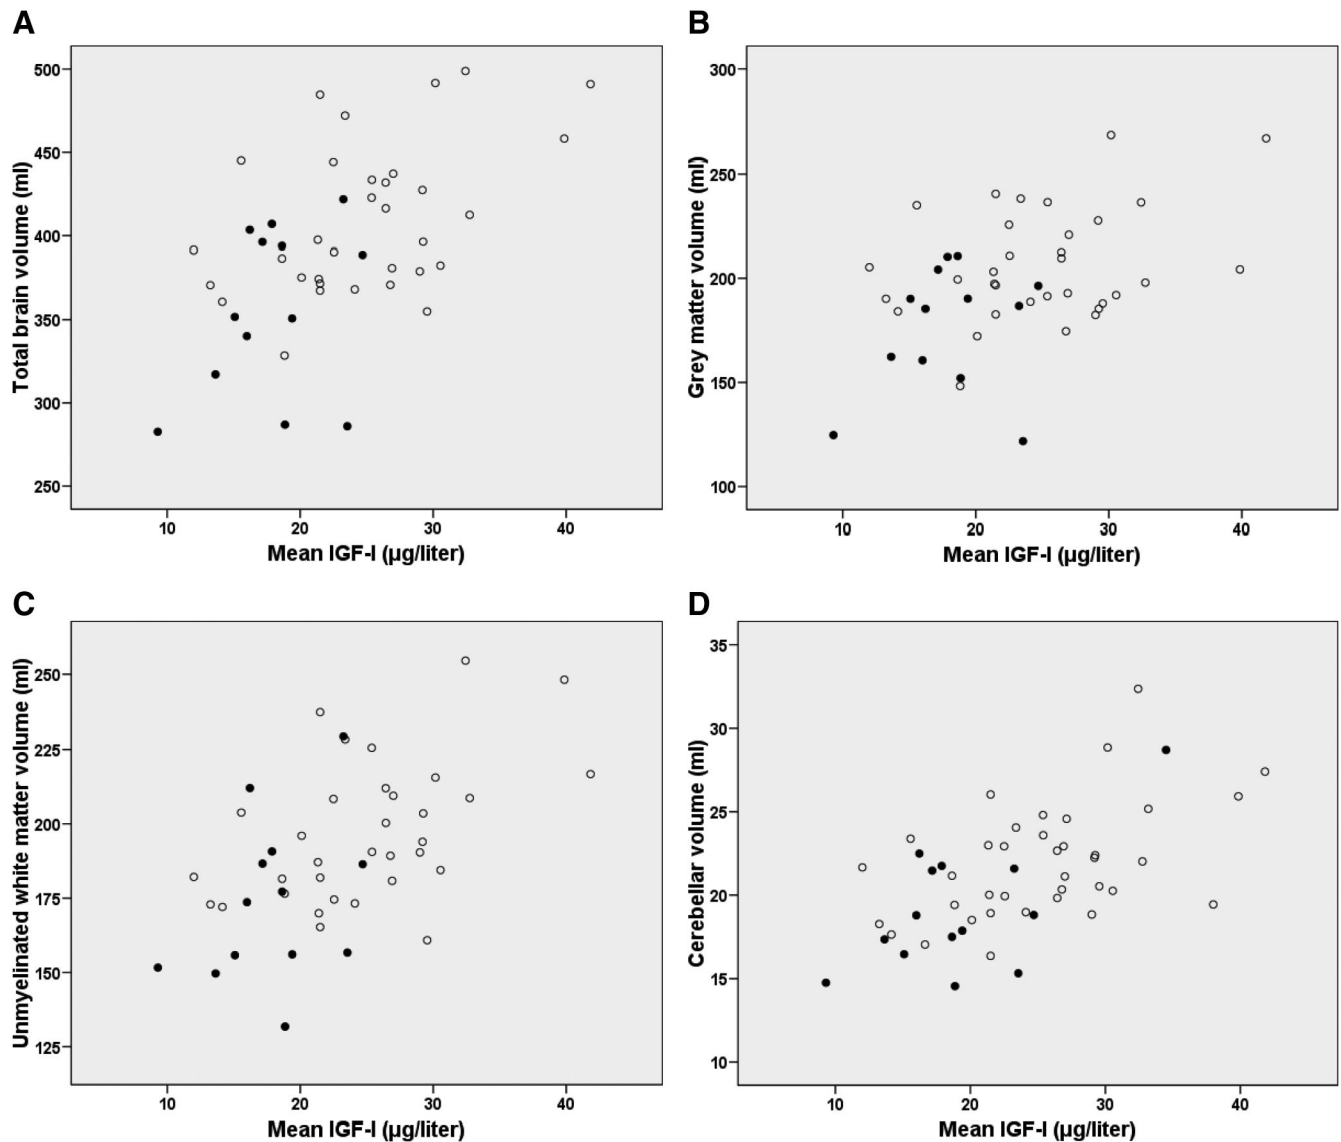 A
Total brain volume (ml)
500
450
400
350
300
250
10 20 30 40
Mean IGF-I (µg/liter)
B
Grey matter volume (ml)
300
250
200
150
100
10 20 30 40
Mean IGF-I (µg/liter)
C
Unmyelinated white matter volume (ml)
250
225
200
175
150
125
10 20 30 40
Mean IGF-I (µg/liter)
D
Cerebellar volume (ml)
35
30
25
20
15
10
10 20 30 40
Mean IGF-I (µg/liter)